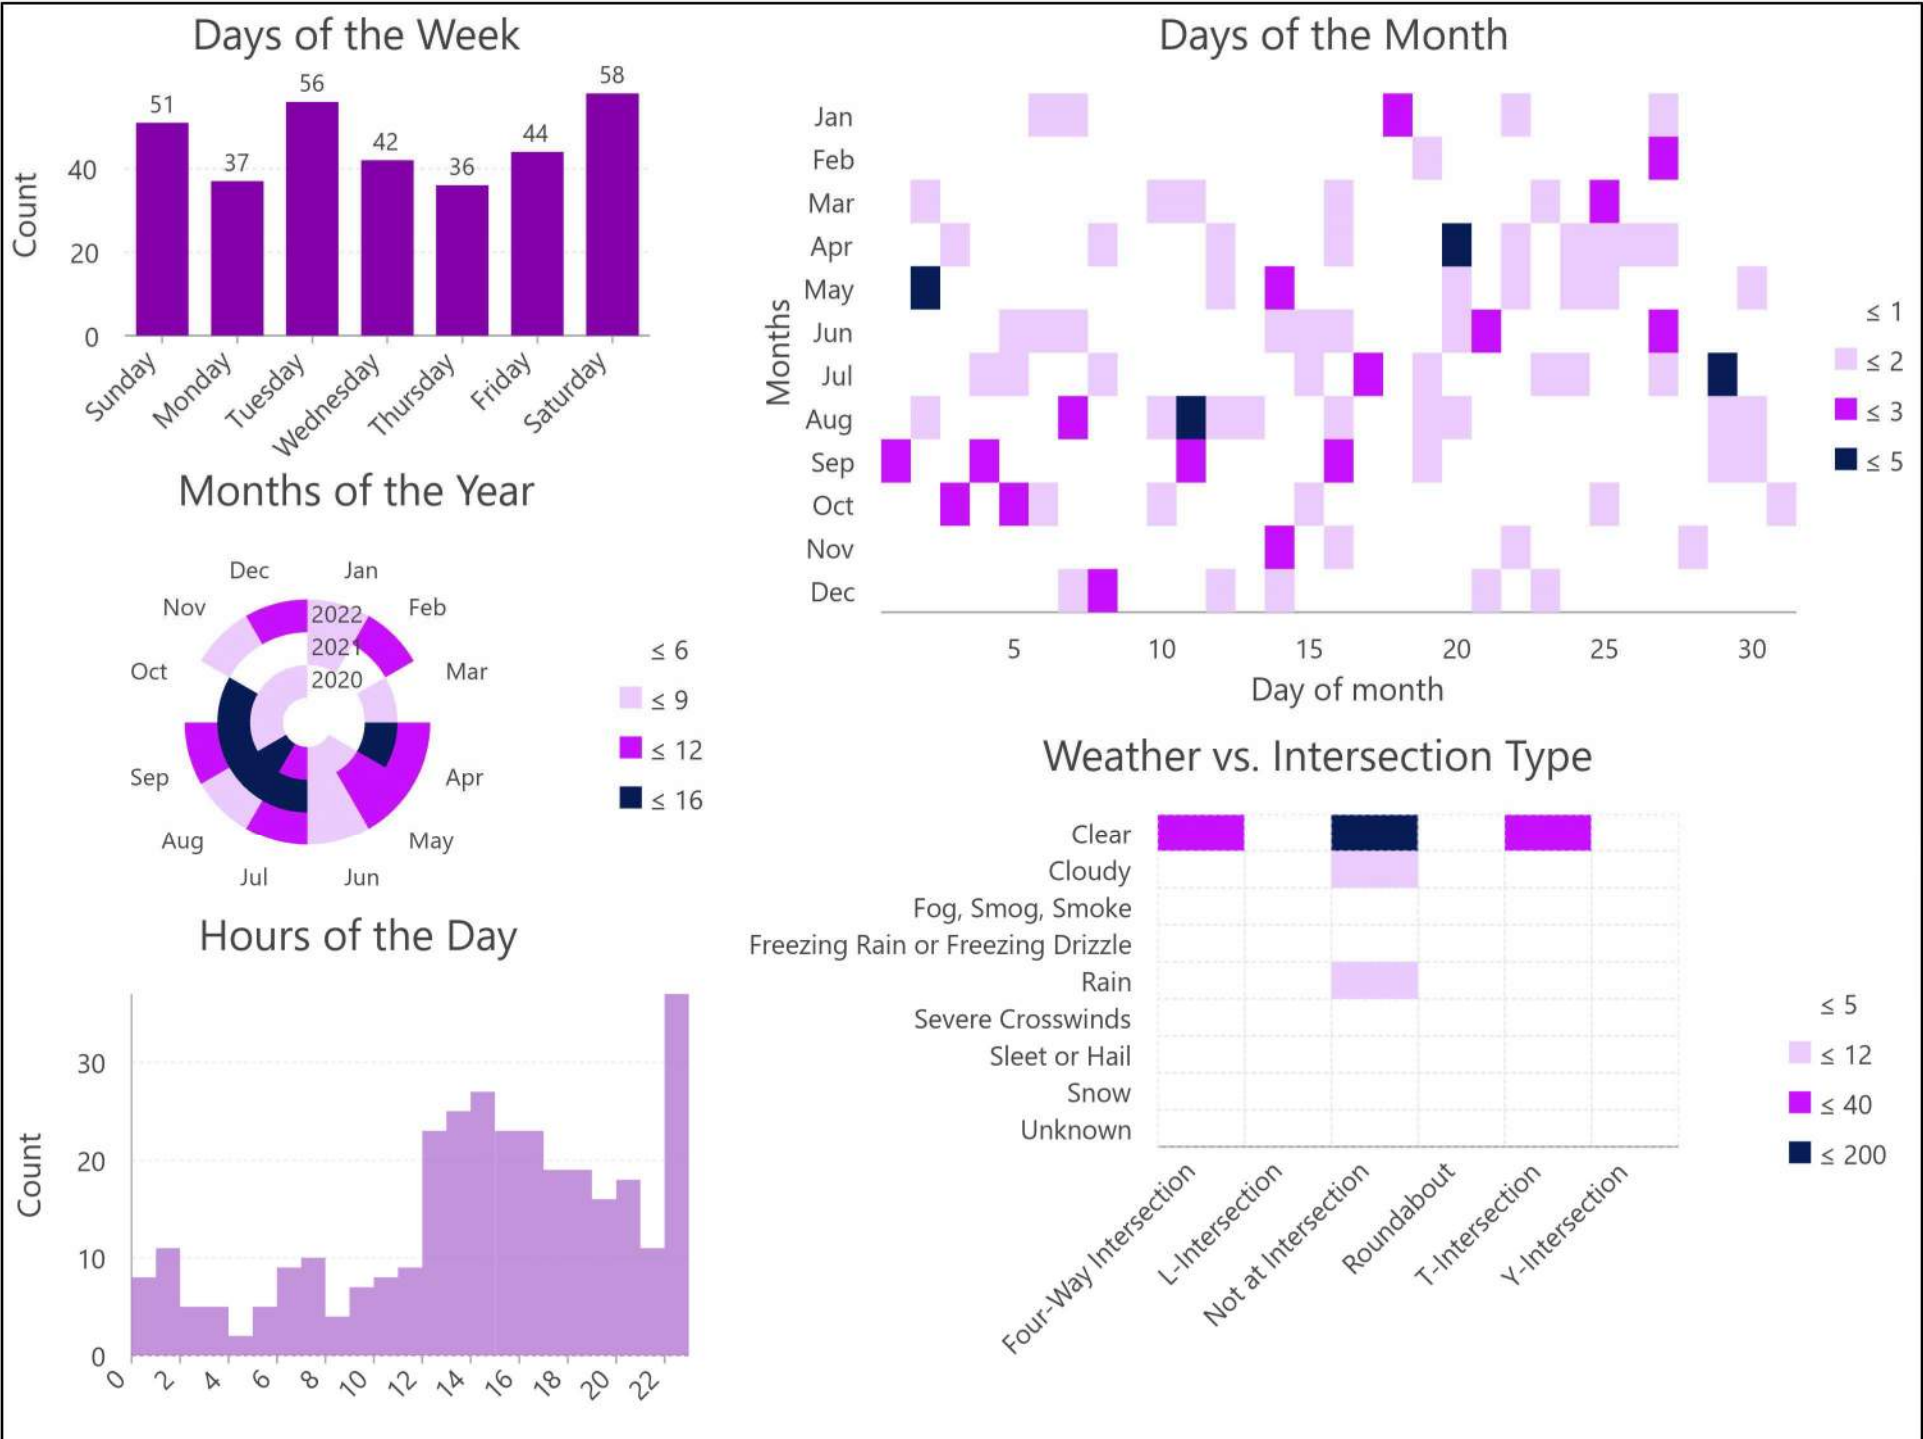 Days of the Week
Count
40
20
0
51
37
56
42
36
44
58
Sunday
Monday
Tuesday
Wednesday
Thursday
Friday
Saturday
Months of the Year
Dec
Jan
Nov
Feb
Oct
Mar
Sep
Apr
Aug
May
Jul
Jun
2022
2021
2020
≤ 6
≤ 9
≤ 12
≤ 16
Hours of the Day
Count
30
20
10
0
0
2
4
6
8
10
12
14
16
18
20
22
Days of the Month
Months
Jan
Feb
Mar
Apr
May
Jun
Jul
Aug
Sep
Oct
Nov
Dec
5
10
15
20
25
30
Day of month
≤ 1
≤ 2
≤ 3
≤ 5
Weather vs. Intersection Type
Clear
Cloudy
Fog, Smog, Smoke
Freezing Rain or Freezing Drizzle
Rain
Severe Crosswinds
Sleet or Hail
Snow
Unknown
Four-Way Intersection
L-Intersection
Not at Intersection
Roundabout
T-Intersection
Y-Intersection
≤ 5
≤ 12
≤ 40
≤ 200